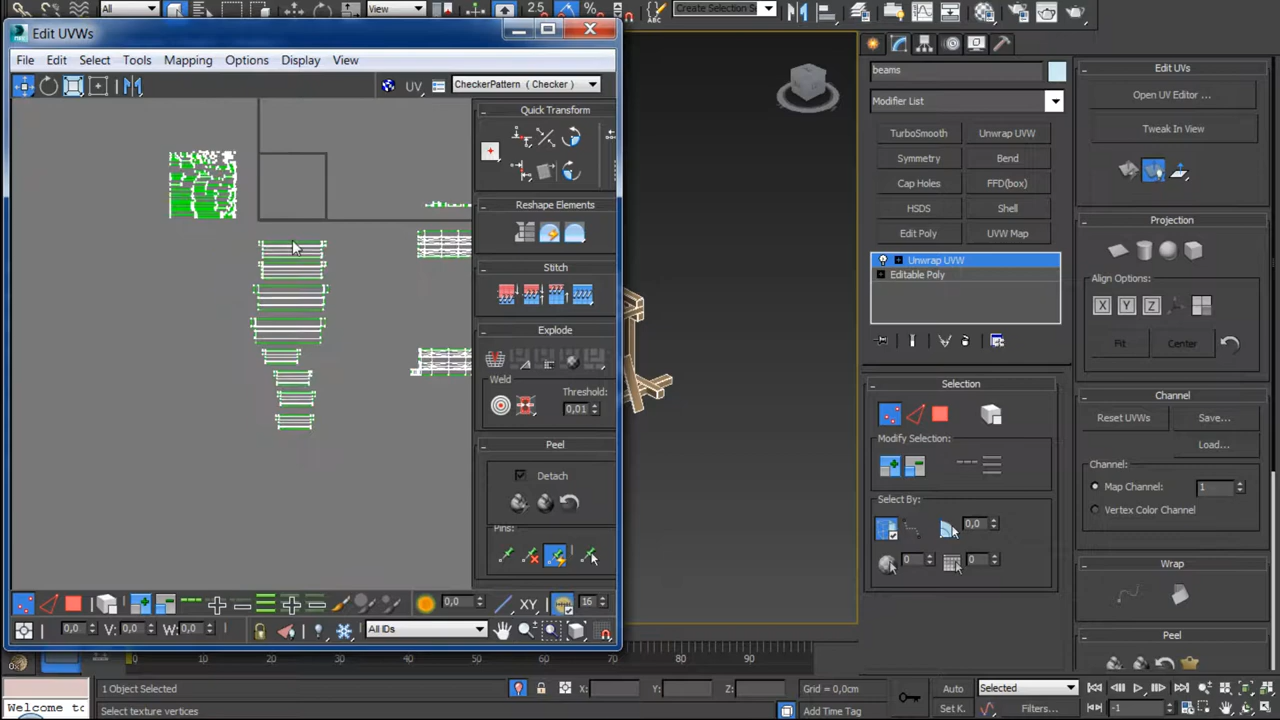 All
View
2.5
Create Selection Se
Edit UVWs
File Edit Select Tools Mapping Options Display View
UV
CheckerPattern ( Checker )
Quick Transform
Reshape Elements
Stitch
Explode
Weld
Threshold:
0,01
Peel
Detach
Pins:
0,0
XY
16
U: 0,0 V: 0,0 W: 0,0
All IDs
beams
Modifier List
TurboSmooth Unwrap UVW
Symmetry Bend
Cap Holes FFD(box)
HSDS Shell
Edit Poly UVW Map
Unwrap UVW
Editable Poly
Selection
Modify Selection:
Select By:
0,0
0 0
Edit UVs
Open UV Editor ...
Tweak In View
Projection
Align Options:
X Y Z
Fit Center
Channel
Reset UVWs Save...
Load...
Channel:
Map Channel: 1
Vertex Color Channel
Wrap
Peel
0 10 20 30 40 50 60 70 80 90
Welcome to
1 Object Selected
Select texture vertices
X: Y: Z:
Grid = 0,0cm
Add Time Tag
Auto
Set K.
Selected
Filters...
-1